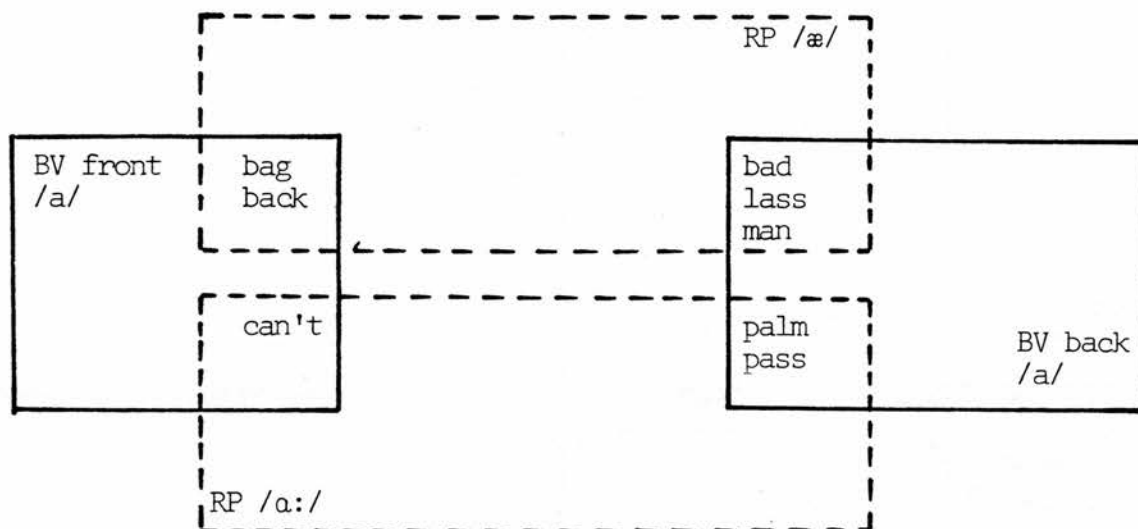 RP /æ/
BV front
/a/
bag
back
bad
lass
man
can't
palm
pass
BV back
/a/
RP /ɑ:/